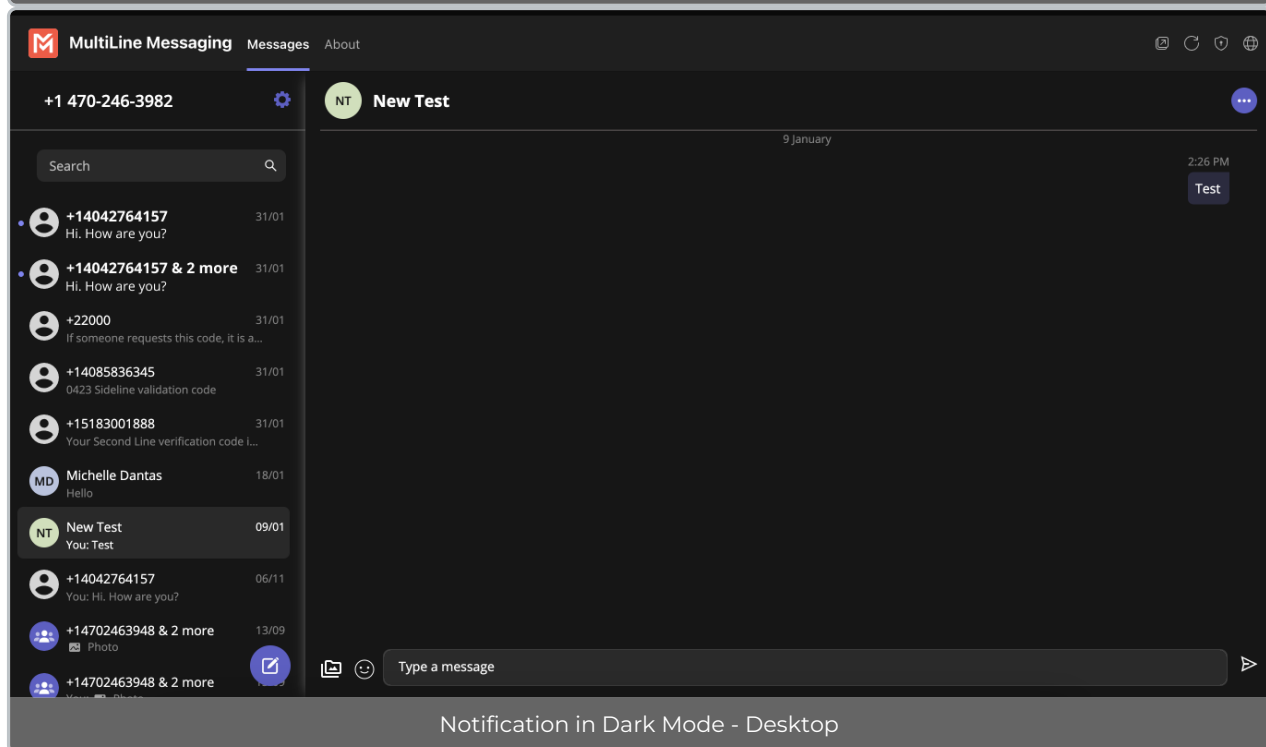 MultiLine Messaging Messages About
+1 470-246-3982
Search
+14042764157 31/01
Hi. How are you?
+14042764157 & 2 more 31/01
Hi. How are you?
+22000 31/01
If someone requests this code, it is a...
+14085836345 31/01
0423 Sideline validation code
+15183001888 31/01
Your Second Line verification code i...
MD
Michelle Dantas 18/01
Hello
NT
New Test 09/01
You: Test
+14042764157 06/11
You: Hi. How are you?
+14702463948 & 2 more 13/09
Photo
+14702463948 & 2 more
NT New Test
9 January
2:26 PM
Test
Type a message
Notification in Dark Mode - Desktop